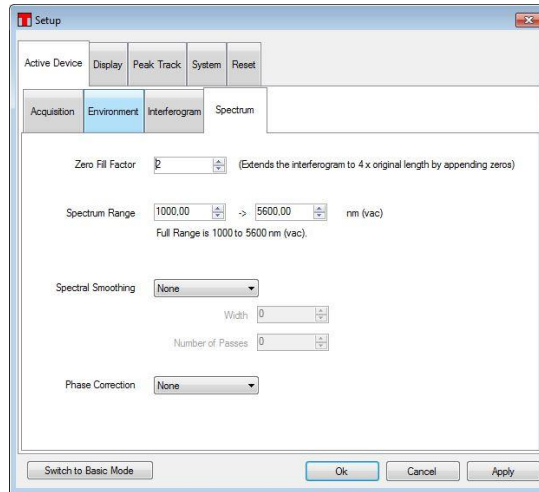 Setup
Active Device Display Peak Track System Reset
Acquisition Environment Interferogram Spectrum
Zero Fill Factor 2 (Extends the interferogram to 4 x original length by appending zeros)
Spectrum Range 1000,00 -> 5600,00 nm (vac)
Full Range is 1000 to 5600 nm (vac).
Spectral Smoothing None
Width 0
Number of Passes 0
Phase Correction None
Switch to Basic Mode Ok Cancel Apply